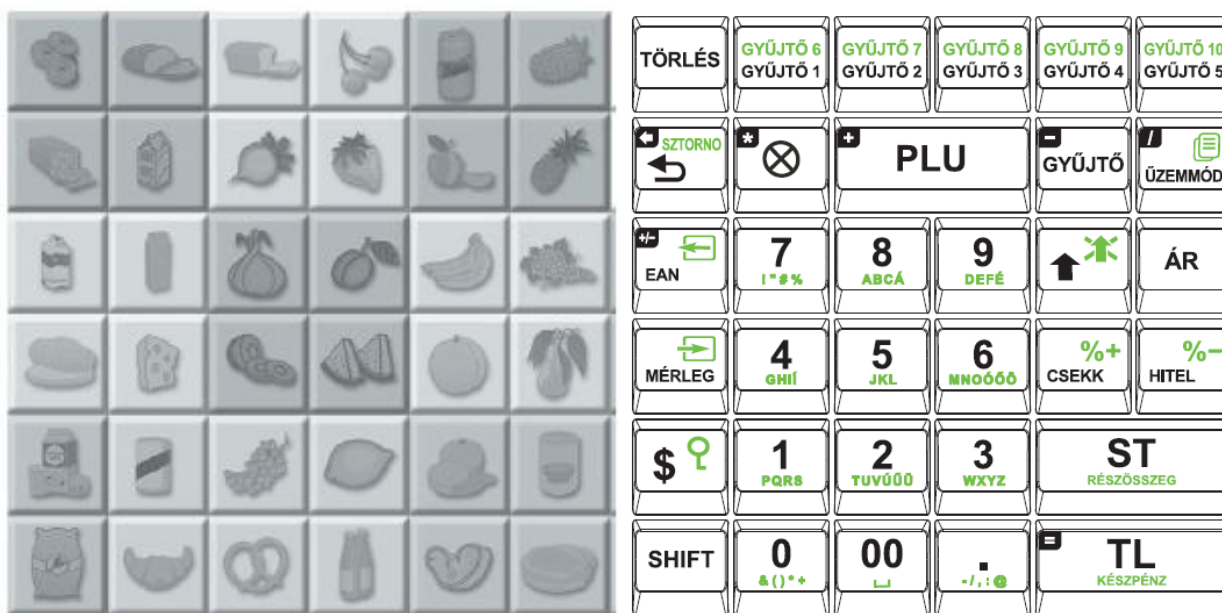 TÖRLÉS
GYŰJTŐ 6
GYŰJTŐ 1
GYŰJTŐ 7
GYŰJTŐ 2
GYŰJTŐ 8
GYŰJTŐ 3
GYŰJTŐ 9
GYŰJTŐ 4
GYŰJTŐ 10
GYŰJTŐ 5
SZTORNO
*
+
PLU
-
GYŰJTŐ
/
ÜZEMMÓD
+/-
EAN
7
! " # %
8
ABCÁ
9
DEFÉ
ÁR
MÉRLEG
4
GHIÍ
5
JKL
6
MNOÓÖŐ
%+
CSEKK
%-
HITEL
$
1
PQRS
2
TUVÚÜŰ
3
WXYZ
ST
RÉSZÖSSZEG
SHIFT
0
& ( ) * +
00
.
- / , : @
=
TL
KÉSZPÉNZ